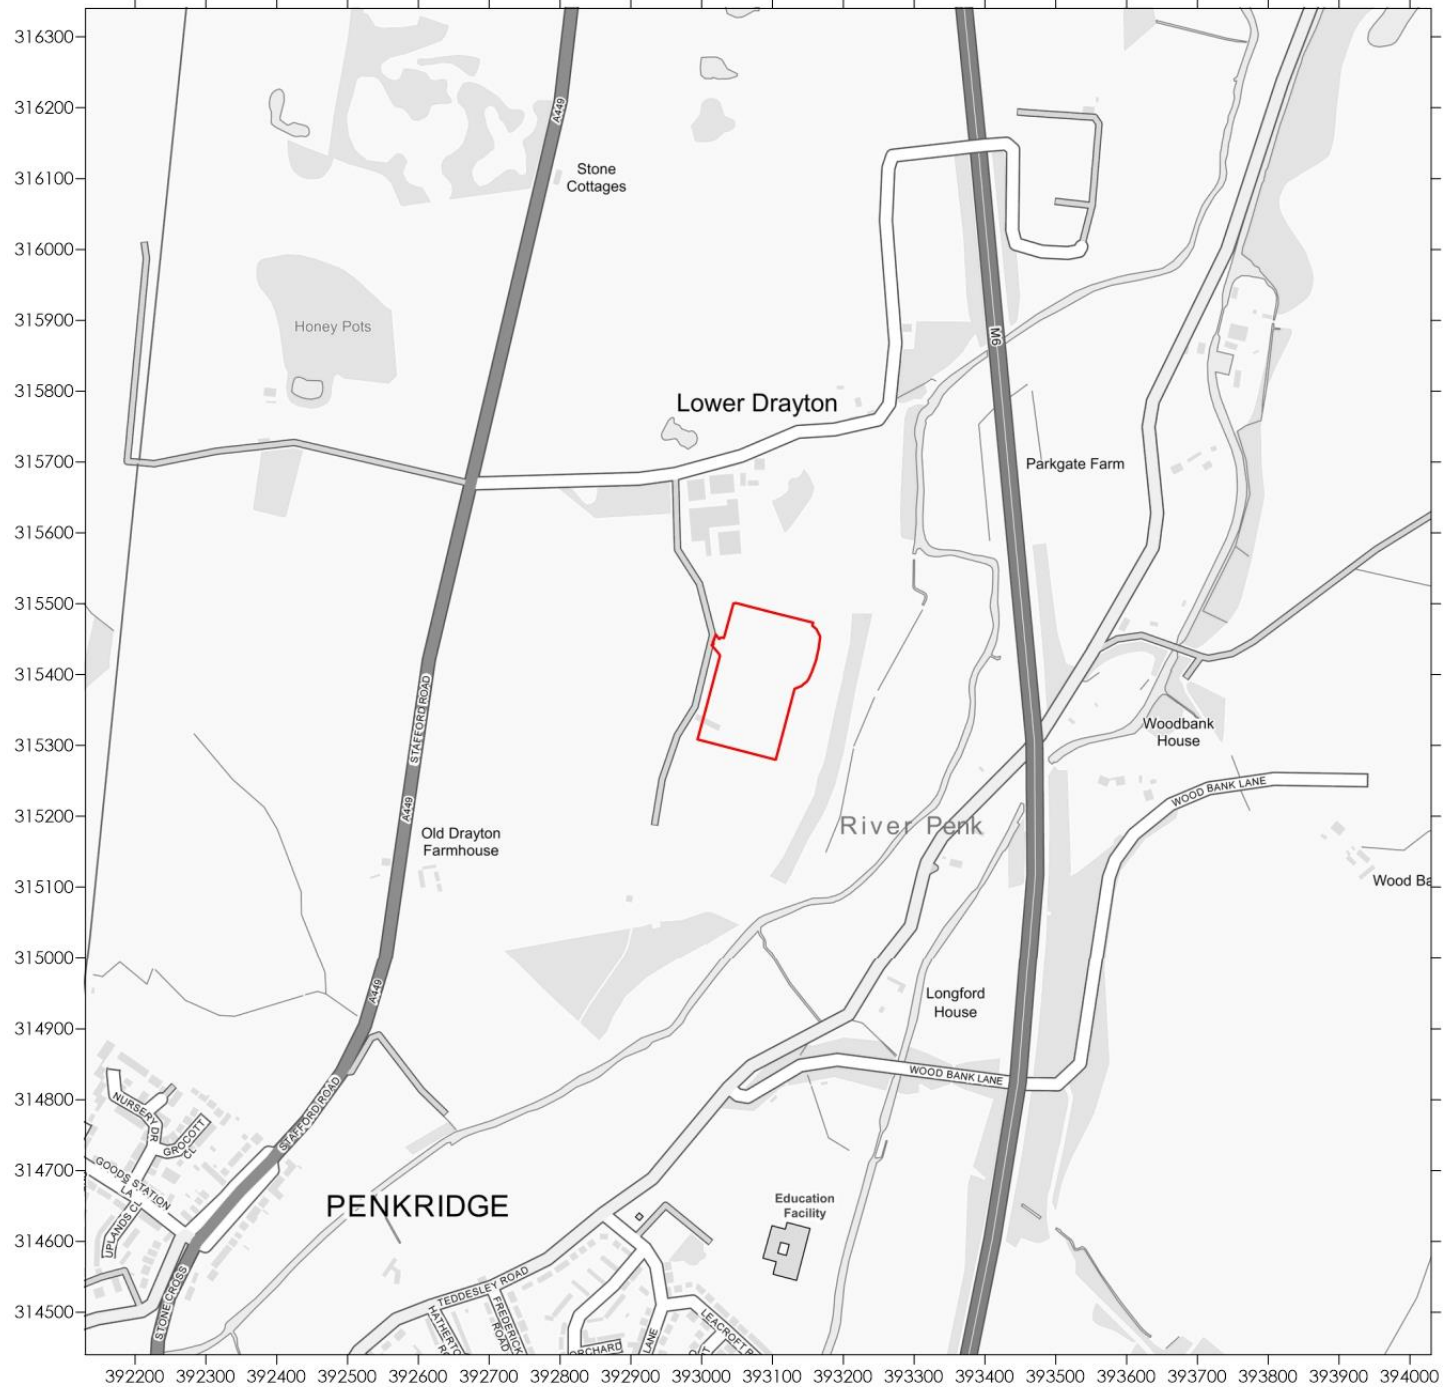 316300
316200
A449
Stone
Cottages
316100
316000
315900
M6
Honey Pots
315800
Lower Drayton
315700
Parkgate Farm
315600
315500
315400
STAFFORD ROAD
Woodbank
House
315300
WOOD BANK LANE
A449
315200
River Penk
Old Drayton
Farmhouse
315100
Wood Ba
315000
A449
Longford
House
314900
WOOD BANK LANE
STAFFORD ROAD
314800
NURSERY DR
GROCOTT
CL
314700
GOODS STATION
LA
UPLANDS CL
PENKRIDGE
Education
Facility
314600
STONE CROSS
TEDDESLEY ROAD
314500
HATHERTO
RO
FREDERICK
ROAD
ORCHARD
LANE
LEACROFT R
392200 392300 392400 392500 392600 392700 392800 392900 393000 393100 393200 393300 393400 393500 393600 393700 393800 393900 394000